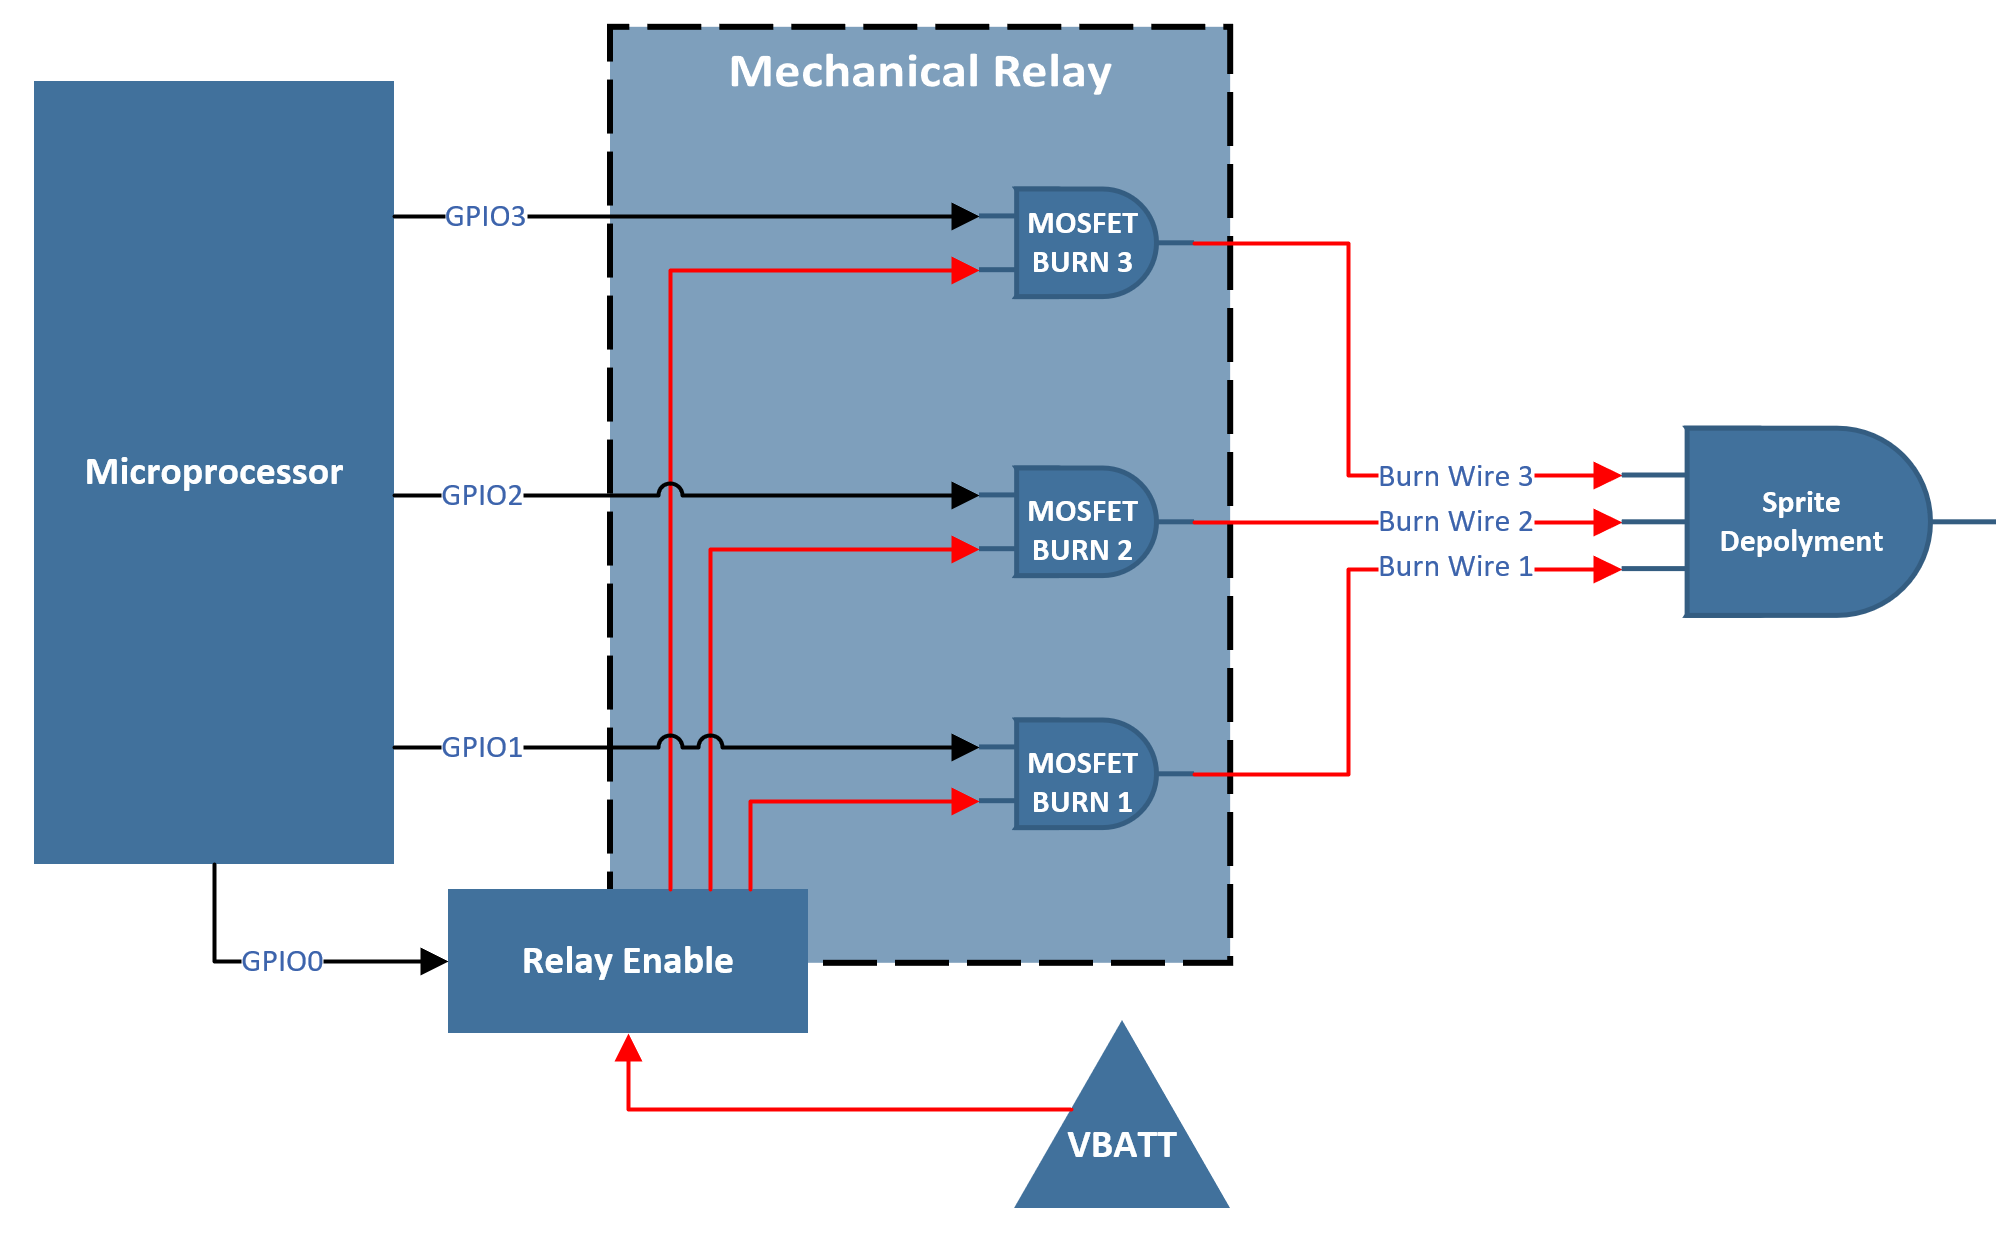 Mechanical Relay
GPIO3
MOSFET
BURN 3
Microprocessor
GPIO2
MOSFET
BURN 2
Burn Wire 3
Burn Wire 2
Burn Wire 1
Sprite
Depolyment
GPIO1
MOSFET
BURN 1
GPIO0
Relay Enable
VBATT